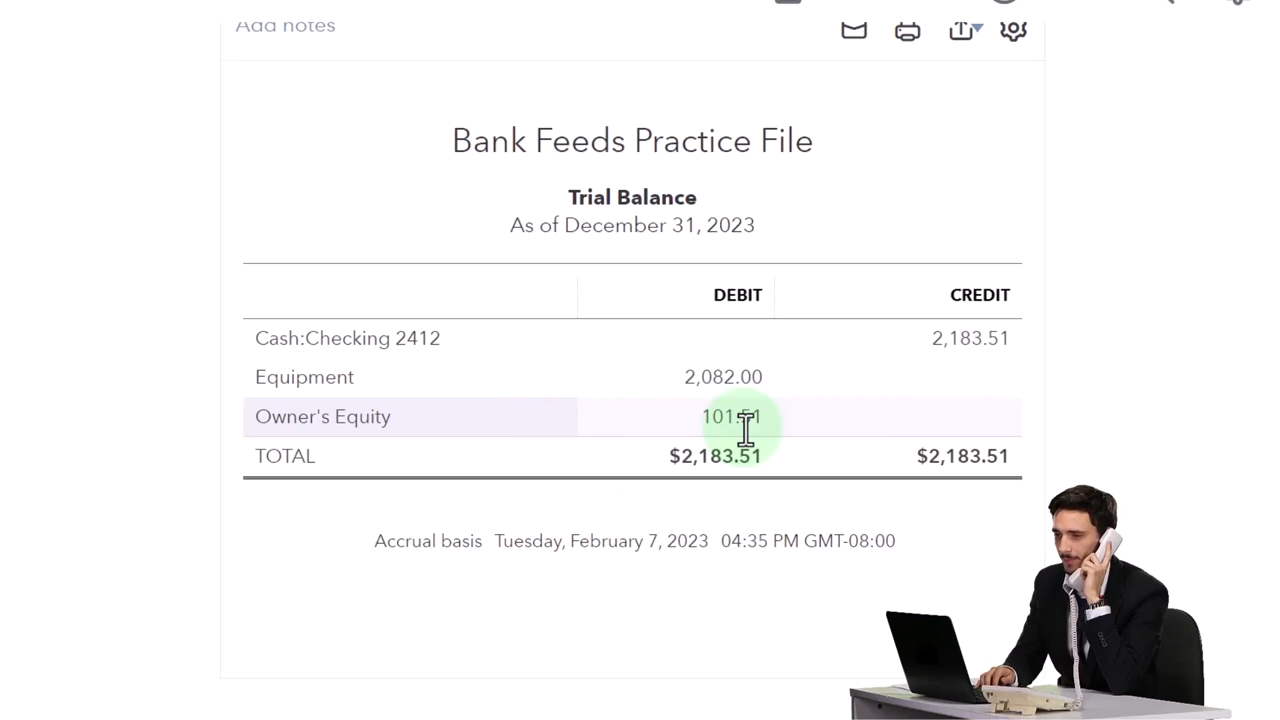 Add notes
Bank Feeds Practice File
Trial Balance
As of December 31, 2023
DEBIT CREDIT
Cash:Checking 2412 2,183.51
Equipment 2,082.00
Owner's Equity 101.51
TOTAL $2,183.51 $2,183.51
Accrual basis Tuesday, February 7, 2023 04:35 PM GMT-08:00